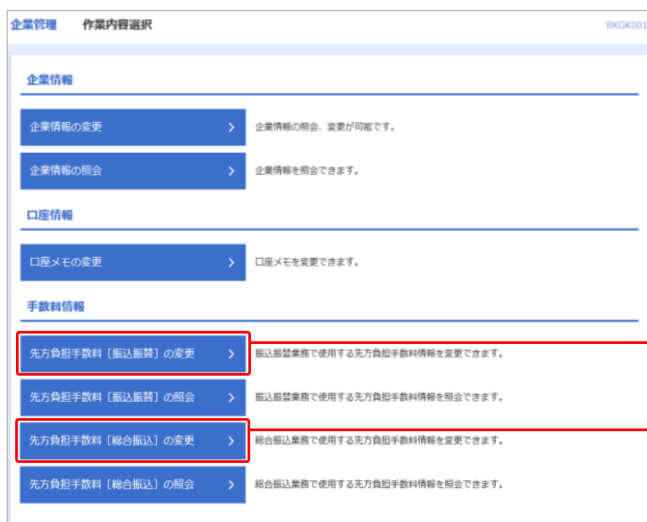 企業管理 作業内容選択 BKGK001
企業情報
企業情報の変更 企業情報の照会、変更が可能です。
企業情報の照会 企業情報を照会できます。
口座情報
口座メモの変更 口座メモを変更できます。
手数料情報
先方負担手数料［振込振替］の変更 振込振替業務で使用する先方負担手数料情報を変更できます。
先方負担手数料［振込振替］の照会 振込振替業務で使用する先方負担手数料情報を照会できます。
先方負担手数料［総合振込］の変更 総合振込業務で使用する先方負担手数料情報を変更できます。
先方負担手数料［総合振込］の照会 総合振込業務で使用する先方負担手数料情報を照会できます。